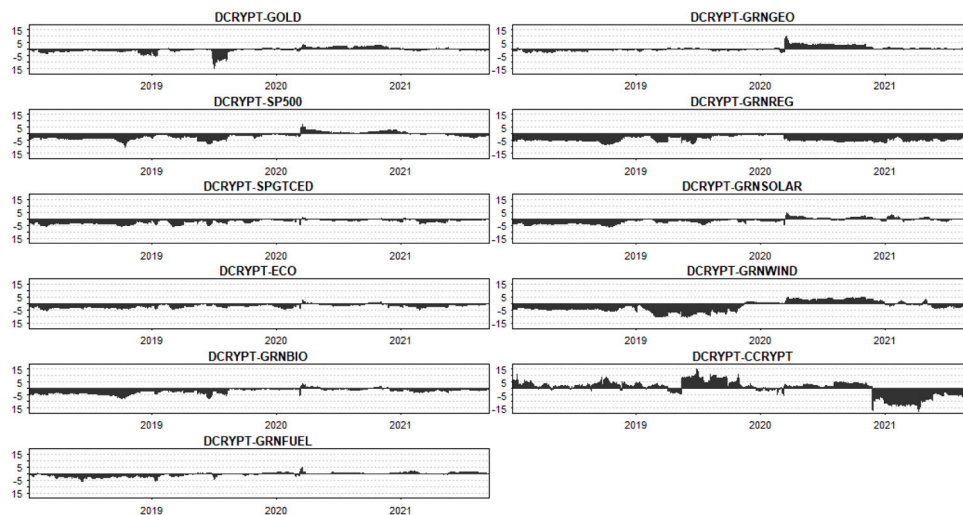 DCRYPT-GOLD
15
5
-5
15
2019 2020 2021
DCRYPT-GRNGEO
15
5
-5
-15
2019 2020 2021
DCRYPT-SP500
15
5
-5
15
2019 2020 2021
DCRYPT-GRNREG
15
5
-5
-15
2019 2020 2021
DCRYPT-SPGTCED
15
5
-5
15
2019 2020 2021
DCRYPT-GRNSOLAR
15
5
-5
-15
2019 2020 2021
DCRYPT-ECO
15
5
-5
15
2019 2020 2021
DCRYPT-GRNWIND
15
5
-5
15
2019 2020 2021
DCRYPT-GRNBIO
15
5
-5
15
2019 2020 2021
DCRYPT-CCRYPT
15
5
-5
-15
2019 2020 2021
DCRYPT-GRNFUEL
15
5
-5
15
2019 2020 2021